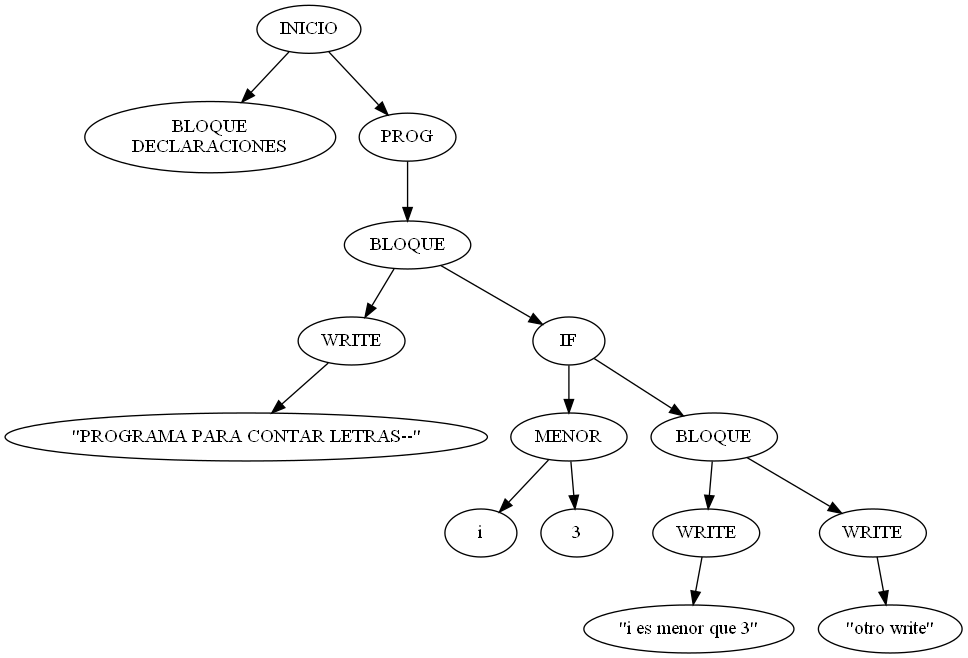 INICIO
BLOQUE
DECLARACIONES
PROG
BLOQUE
WRITE
IF
"PROGRAMA PARA CONTAR LETRAS--"
MENOR
BLOQUE
i
3
WRITE
WRITE
"i es menor que 3"
"otro write"